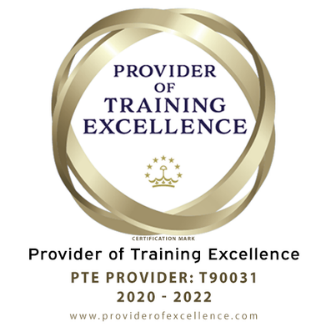 PROVIDER
OF
TRAINING
EXCELLENCE
CERTIFICATION MARK
Provider of Training Excellence
PTE PROVIDER: T90031
2020 - 2022
www.providerofexcellence.com